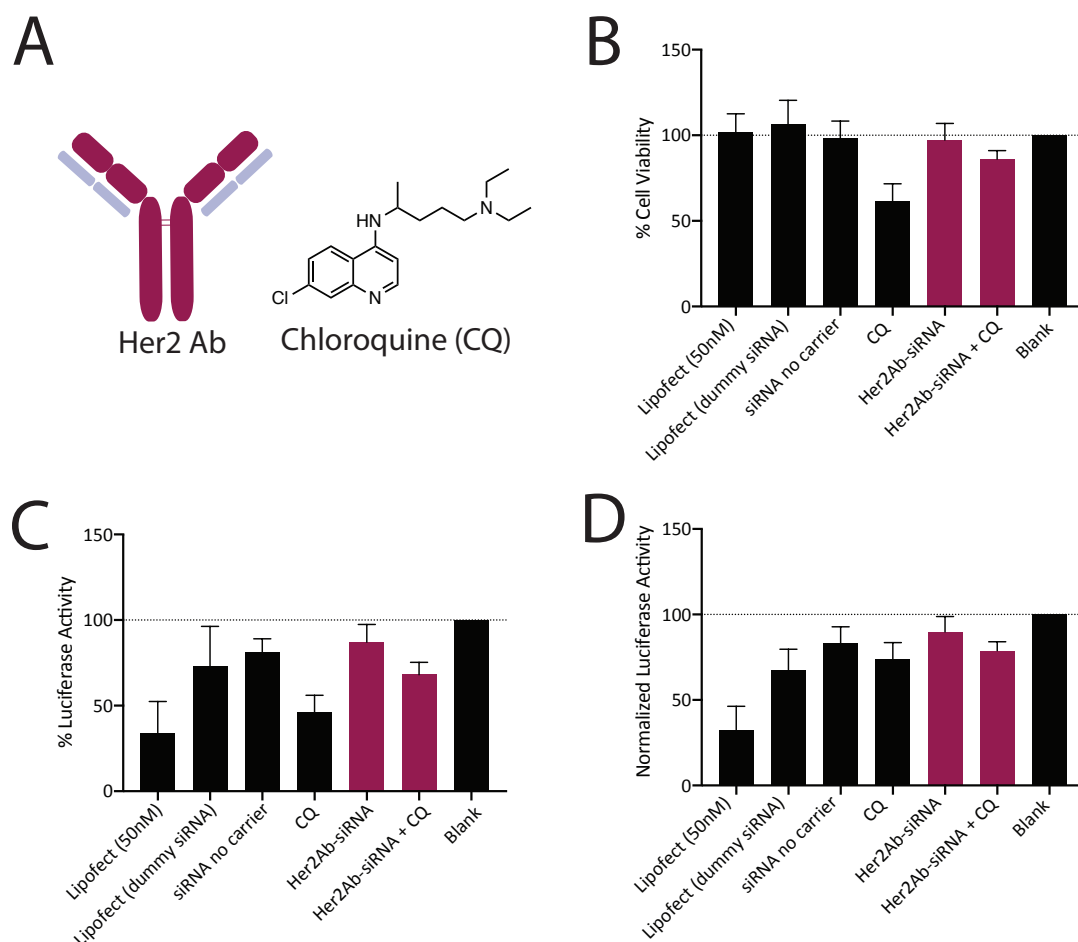 A
HN
N
Cl
N
Her2 Ab
Chloroquine (CQ)
B
% Cell Viability
150
100
50
0
Lipofect (50nM)
Lipofect (dummy siRNA)
siRNA no carrier
CQ
Her2Ab-siRNA
Her2Ab-siRNA + CQ
Blank
C
% Luciferase Activity
150
100
50
0
Lipofect (50nM)
Lipofect (dummy siRNA)
siRNA no carrier
CQ
Her2Ab-siRNA
Her2Ab-siRNA + CQ
Blank
D
Normalized Luciferase Activity
150
100
50
0
Lipofect (50nM)
Lipofect (dummy siRNA)
siRNA no carrier
CQ
Her2Ab-siRNA
Her2Ab-siRNA + CQ
Blank